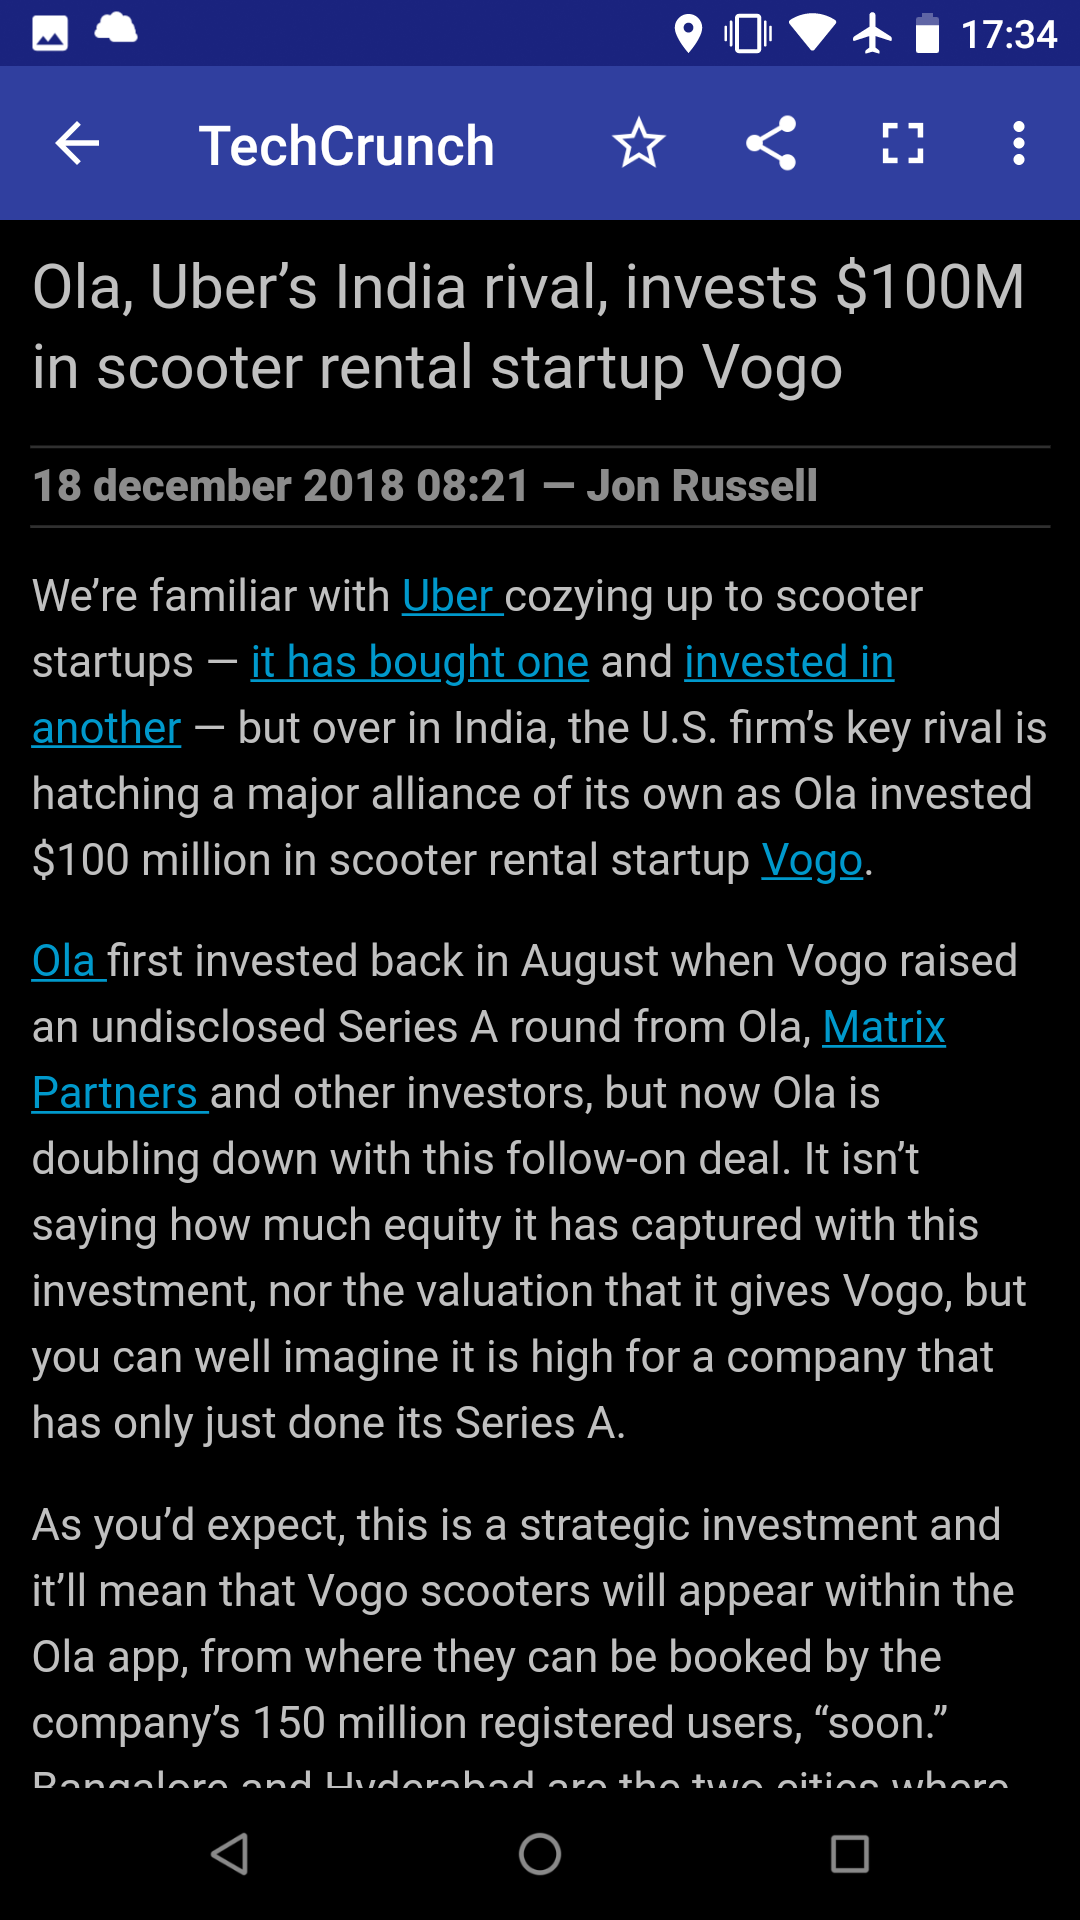 17:34
TechCrunch
Ola, Uber’s India rival, invests $100M
in scooter rental startup Vogo
18 december 2018 08:21 — Jon Russell
We’re familiar with Uber cozying up to scooter
startups — it has bought one and invested in
another — but over in India, the U.S. firm’s key rival is
hatching a major alliance of its own as Ola invested
$100 million in scooter rental startup Vogo.
Ola first invested back in August when Vogo raised
an undisclosed Series A round from Ola, Matrix
Partners and other investors, but now Ola is
doubling down with this follow-on deal. It isn’t
saying how much equity it has captured with this
investment, nor the valuation that it gives Vogo, but
you can well imagine it is high for a company that
has only just done its Series A.
As you’d expect, this is a strategic investment and
it’ll mean that Vogo scooters will appear within the
Ola app, from where they can be booked by the
company’s 150 million registered users, “soon.”
Bangalore and Hyderabad are the two cities where